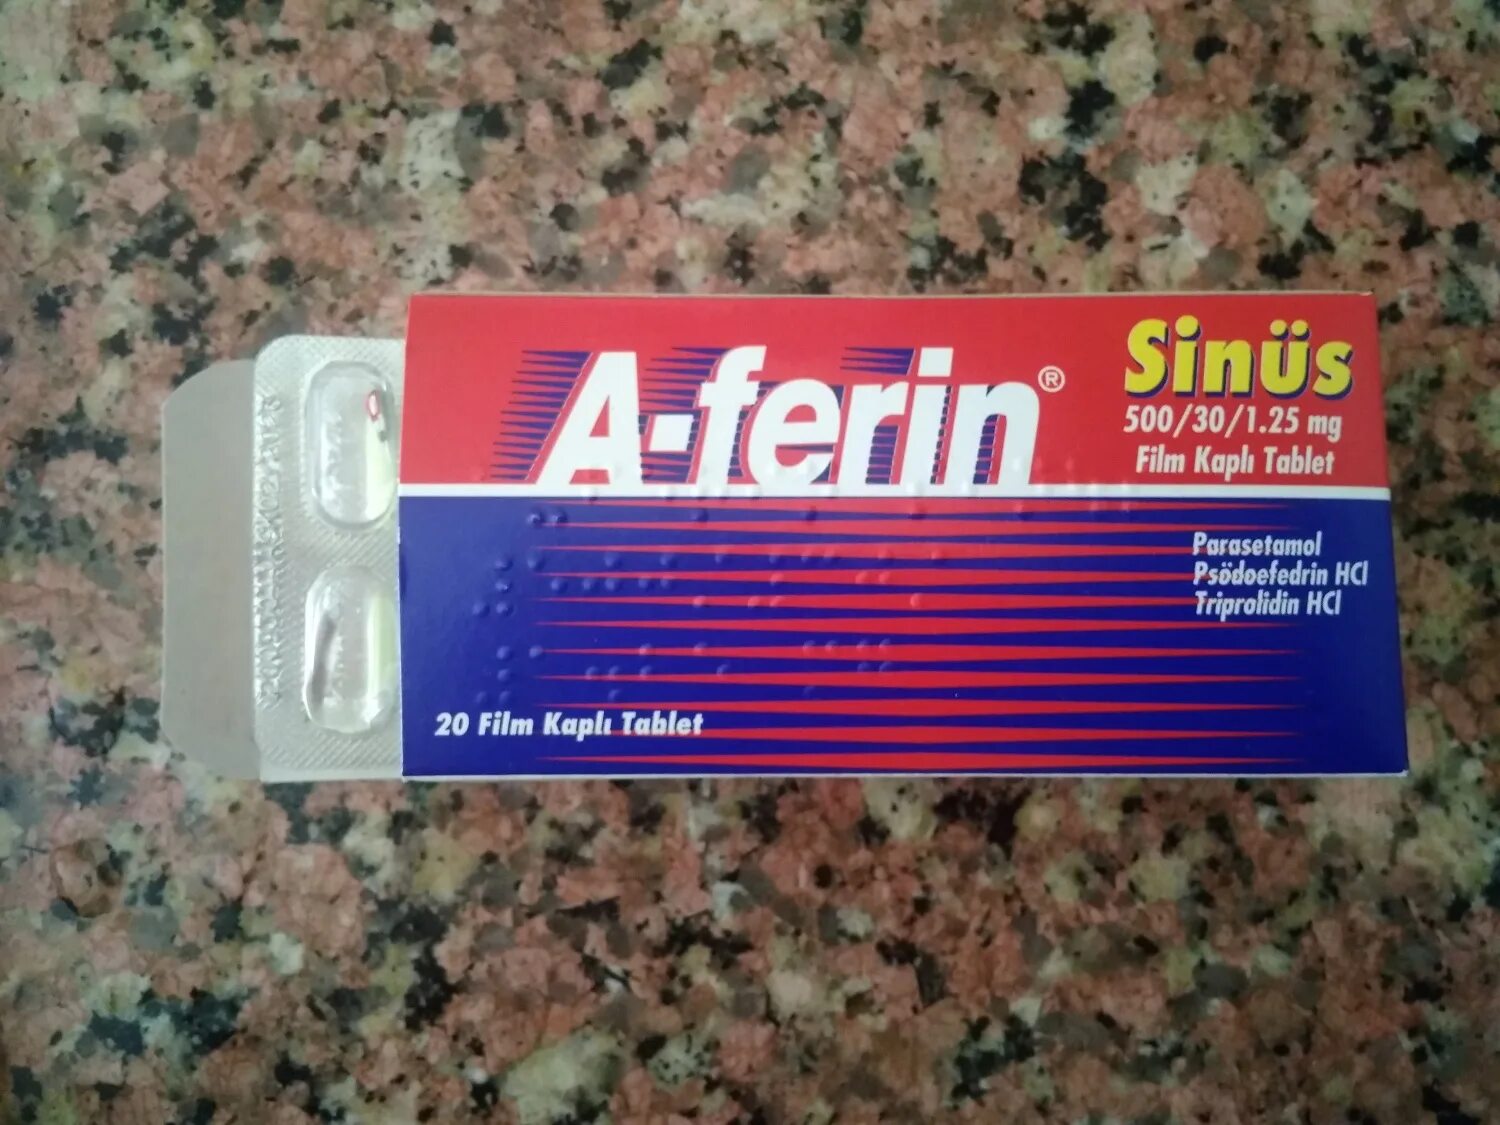 A-ferin®
Sinüs
500/30/1.25 mg
Film Kaplı Tablet
Parasetamol
Psödoefedrin HCl
Triprolidin HCl
20 Film Kaplı Tablet